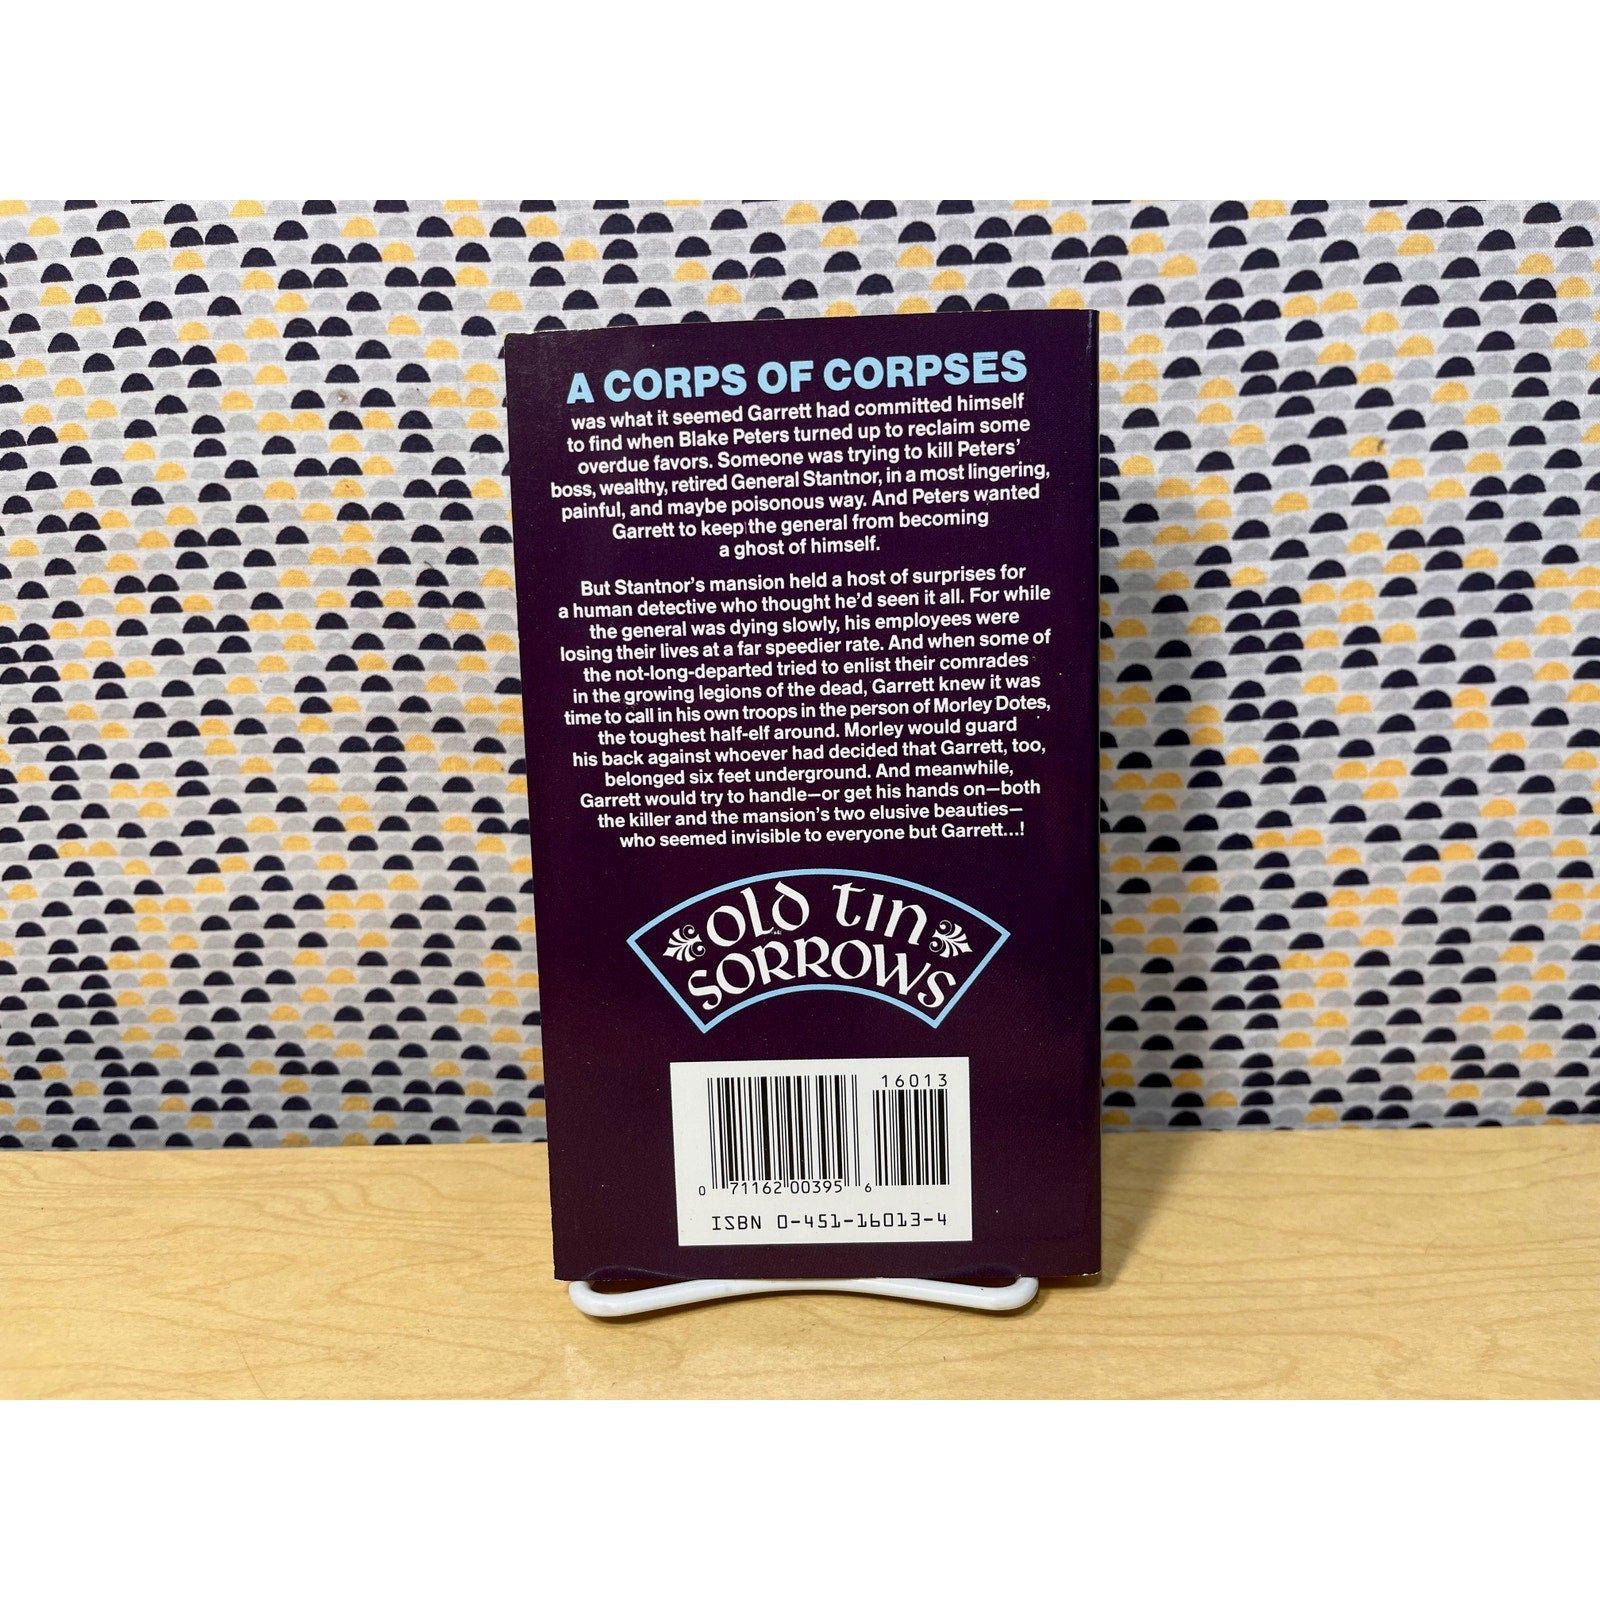 A CORPS OF CORPSES
was what it seemed Garrett had committed himself
to find when Blake Peters turned up to reclaim some
overdue favors. Someone was trying to kill Peters'
boss, wealthy, retired General Stantnor, in a most lingering,
painful, and maybe poisonous way. And Peters wanted
Garrett to keep the general from becoming
a ghost of himself.
But Stantnor's mansion held a host of surprises for
a human detective who thought he'd seen it all. For while
the general was dying slowly, his employees were
losing their lives at a far speedier rate. And when some of
the not-long-departed tried to enlist their comrades
in the growing legions of the dead, Garrett knew it was
time to call in his own troops in the person of Morley Dotes,
the toughest half-elf around. Morley would guard
his back against whoever had decided that Garrett, too,
belonged six feet underground. And meanwhile,
Garrett would try to handle—or get his hands on—both
the killer and the mansion's two elusive beauties—
who seemed invisible to everyone but Garrett...!
OLD TIN
SORROWS
16013
0 71162 00395 6
ISBN 0-451-16013-4